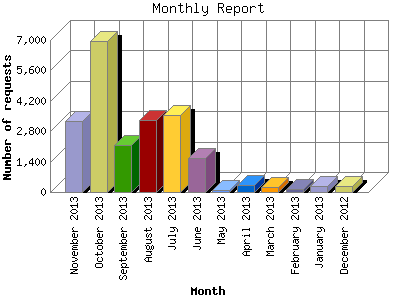 Monthly Report
Number of requests
7,000
5,600
4,200
2,800
1,400
0
November 2013
October 2013
September 2013
August 2013
July 2013
June 2013
May 2013
April 2013
March 2013
February 2013
January 2013
December 2012
Month